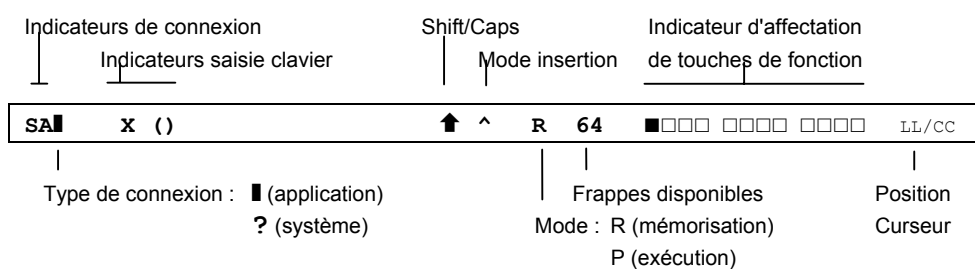 Indicateurs de connexion Shift/Caps Indicateur d'affectation
Indicateurs saisie clavier Mode insertion de touches de fonction
SA▮ X () ⬆ ^ R 64 ■□□□ □□□□ □□□□ LL/CC
Type de connexion : ▮ (application) Frappes disponibles Position
? (système) Mode : R (mémorisation) Curseur
P (exécution)